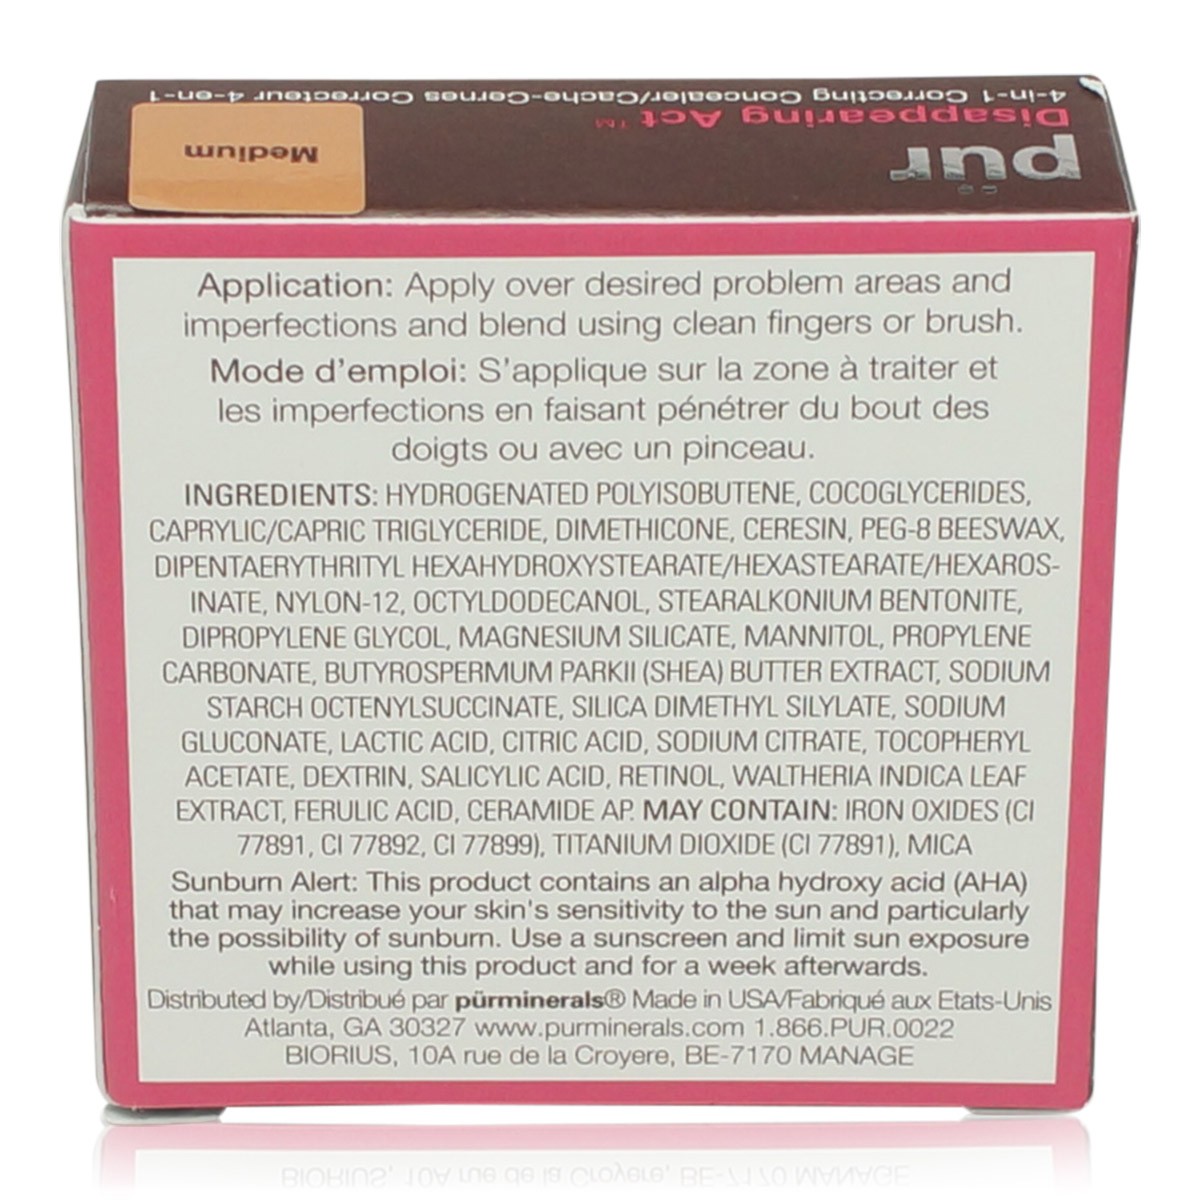 pür
Disappearing Act™
4-in-1 Correcting Concealer/Cache-Cernes Correcteur 4-en-1
Medium
Application: Apply over desired problem areas and
imperfections and blend using clean fingers or brush.
Mode d'emploi: S'applique sur la zone à traiter et
les imperfections en faisant pénétrer du bout des
doigts ou avec un pinceau.
INGREDIENTS: HYDROGENATED POLYISOBUTENE, COCOGLYCERIDES,
CAPRYLIC/CAPRIC TRIGLYCERIDE, DIMETHICONE, CERESIN, PEG-8 BEESWAX,
DIPENTAERYTHRITYL HEXAHYDROXYSTEARATE/HEXASTEARATE/HEXAROS-
INATE, NYLON-12, OCTYLDODECANOL, STEARALKONIUM BENTONITE,
DIPROPYLENE GLYCOL, MAGNESIUM SILICATE, MANNITOL, PROPYLENE
CARBONATE, BUTYROSPERMUM PARKII (SHEA) BUTTER EXTRACT, SODIUM
STARCH OCTENYLSUCCINATE, SILICA DIMETHYL SILYLATE, SODIUM
GLUCONATE, LACTIC ACID, CITRIC ACID, SODIUM CITRATE, TOCOPHERYL
ACETATE, DEXTRIN, SALICYLIC ACID, RETINOL, WALTHERIA INDICA LEAF
EXTRACT, FERULIC ACID, CERAMIDE AP. MAY CONTAIN: IRON OXIDES (CI
77891, CI 77892, CI 77899), TITANIUM DIOXIDE (CI 77891), MICA
Sunburn Alert: This product contains an alpha hydroxy acid (AHA)
that may increase your skin's sensitivity to the sun and particularly
the possibility of sunburn. Use a sunscreen and limit sun exposure
while using this product and for a week afterwards.
Distributed by/Distribué par pürminerals® Made in USA/Fabriqué aux Etats-Unis
Atlanta, GA 30327 www.purminerals.com 1.866.PUR.0022
BIORIUS, 10A rue de la Croyere, BE-7170 MANAGE